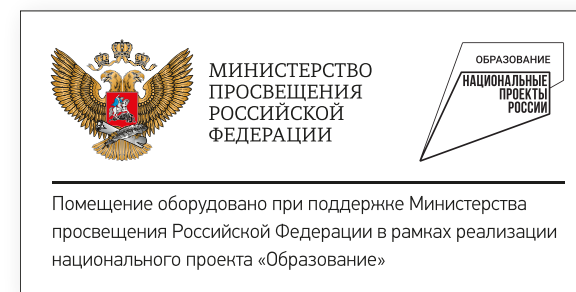 МИНИСТЕРСТВО
ПРОСВЕЩЕНИЯ
РОССИЙСКОЙ
ФЕДЕРАЦИИ
ОБРАЗОВАНИЕ
НАЦИОНАЛЬНЫЕ
ПРОЕКТЫ
РОССИИ
Помещение оборудовано при поддержке Министерства
просвещения Российской Федерации в рамках реализации
национального проекта «Образование»